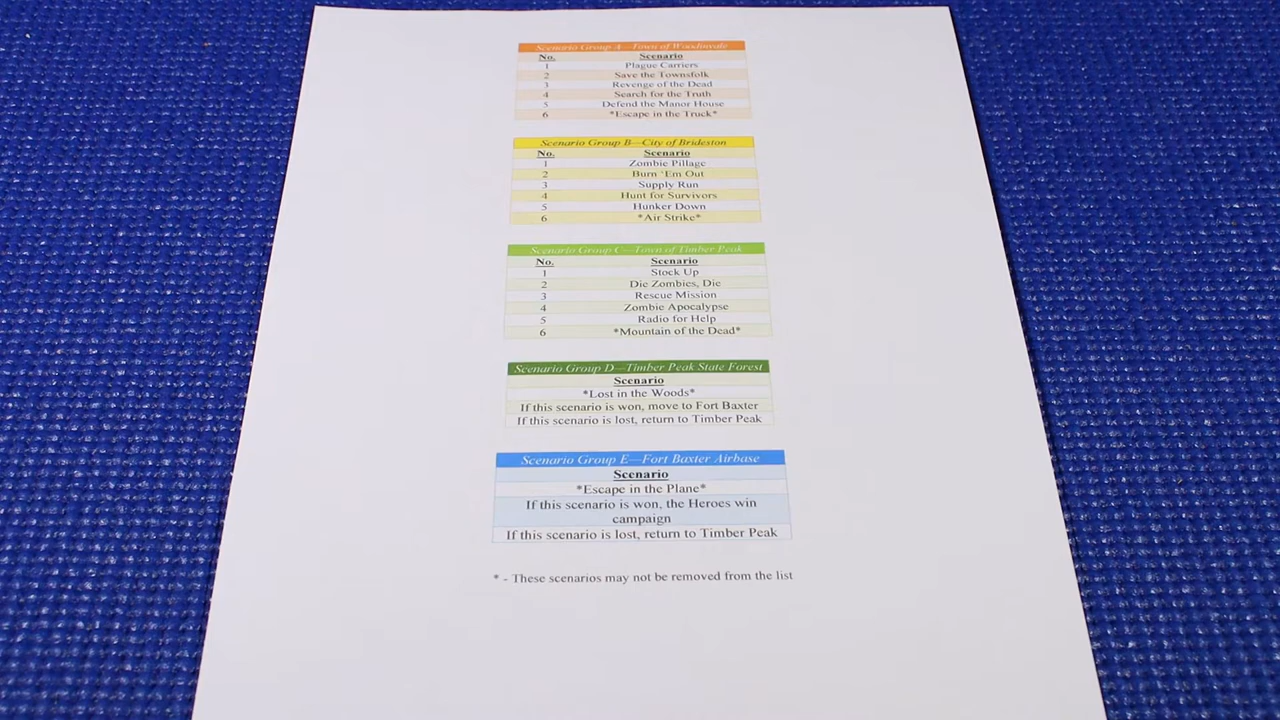 Scenario Group A—Town of Woodinvale
No. Scenario
1 Plague Carriers
2 Save the Townsfolk
3 Revenge of the Dead
4 Search for the Truth
5 Defend the Manor House
6 *Escape in the Truck*
Scenario Group B—City of Brideston
No. Scenario
1 Zombie Pillage
2 Burn ‘Em Out
3 Supply Run
4 Hunt for Survivors
5 Hunker Down
6 *Air Strike*
Scenario Group C—Town of Timber Peak
No. Scenario
1 Stock Up
2 Die Zombies, Die
3 Rescue Mission
4 Zombie Apocalypse
5 Radio for Help
6 *Mountain of the Dead*
Scenario Group D—Timber Peak State Forest
Scenario
*Lost in the Woods*
If this scenario is won, move to Fort Baxter
If this scenario is lost, return to Timber Peak
Scenario Group E—Fort Baxter Airbase
Scenario
*Escape in the Plane*
If this scenario is won, the Heroes win
campaign
If this scenario is lost, return to Timber Peak
* - These scenarios may not be removed from the list